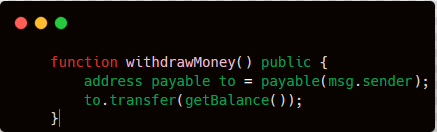 function withdrawMoney() public {
address payable to = payable(msg.sender);
to.transfer(getBalance());
}